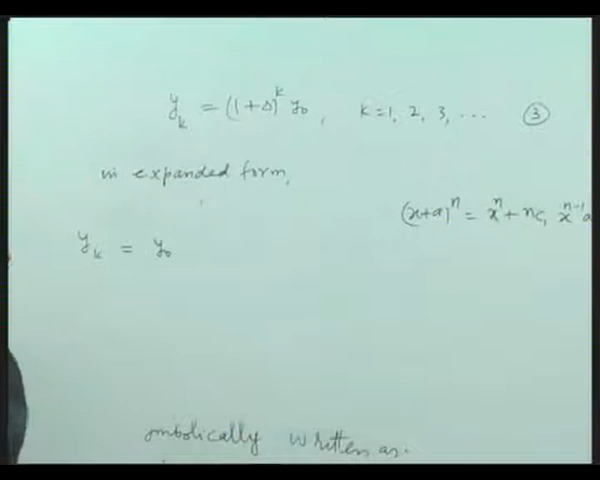 y_k = (1+Δ)^k y_0, k=1, 2, 3, ... ③
in expanded form,
(x+a)^n = x^n + nC_1 x^{n-1} a
y_k = y_0
ymbolically written as.